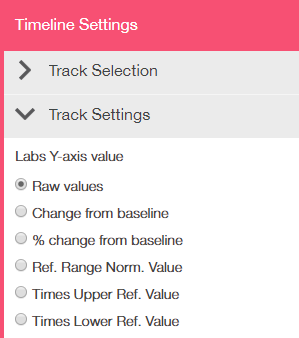 Timeline Settings
Track Selection
Track Settings
Labs Y-axis value
Raw values
Change from baseline
% change from baseline
Ref. Range Norm. Value
Times Upper Ref. Value
Times Lower Ref. Value